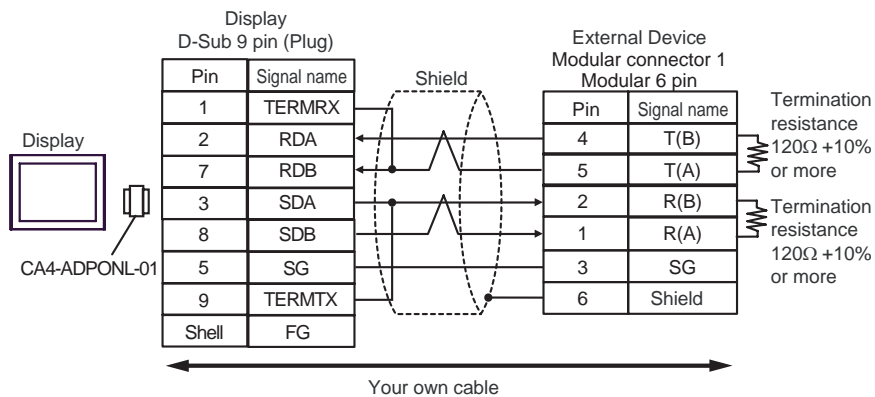 Display
D-Sub 9 pin (Plug)
Pin Signal name
1 TERMRX
2 RDA
7 RDB
3 SDA
8 SDB
5 SG
9 TERMTX
Shell FG
Shield
External Device
Modular connector 1
Modular 6 pin
Pin Signal name
4 T(B)
5 T(A)
2 R(B)
1 R(A)
3 SG
6 Shield
Termination
resistance
120Ω +10%
or more
Termination
resistance
120Ω +10%
or more
Display
CA4-ADPONL-01
Your own cable